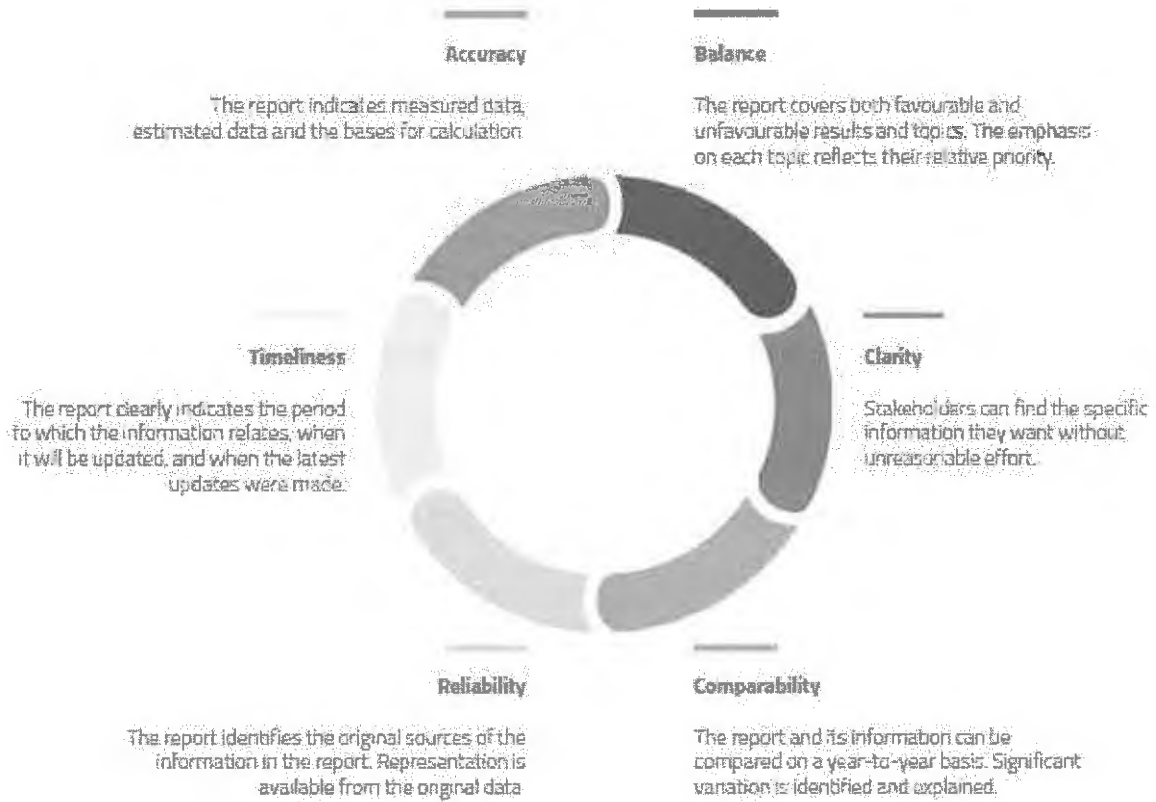 Accuracy
The report indicates measured data,
estimated data and the bases for calculation
Balance
The report covers both favourable and
unfavourable results and topics. The emphasis
on each topic reflects their relative priority.
Timeliness
The report clearly indicates the period
to which the information relates, when
it will be updated, and when the latest
updates were made.
Clarity
Stakeholders can find the specific
information they want without
unreasonable effort.
Reliability
The report identifies the original sources of the
information in the report. Representation is
available from the original data
Comparability
The report and its information can be
compared on a year-to-year basis. Significant
variation is identified and explained.